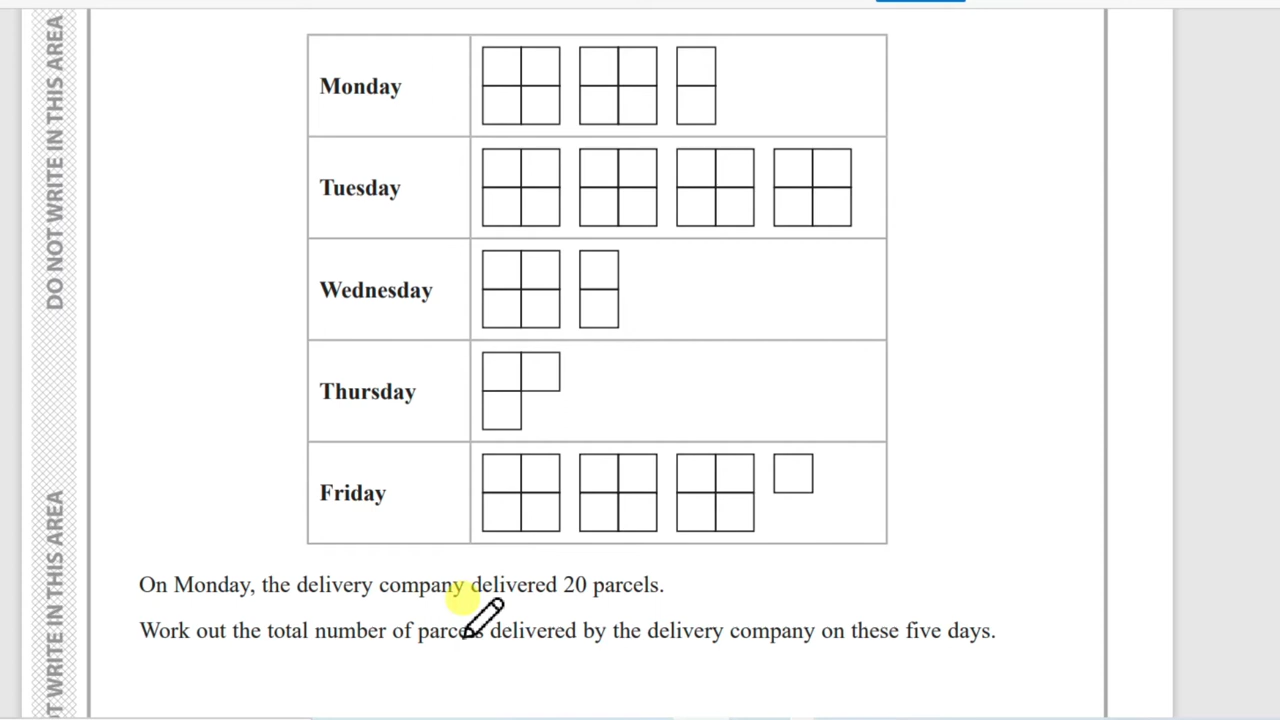 DO NOT WRITE IN THIS AREA
Monday
Tuesday
Wednesday
Thursday
Friday
On Monday, the delivery company delivered 20 parcels.
Work out the total number of parcels delivered by the delivery company on these five days.
WRITE IN THIS AREA